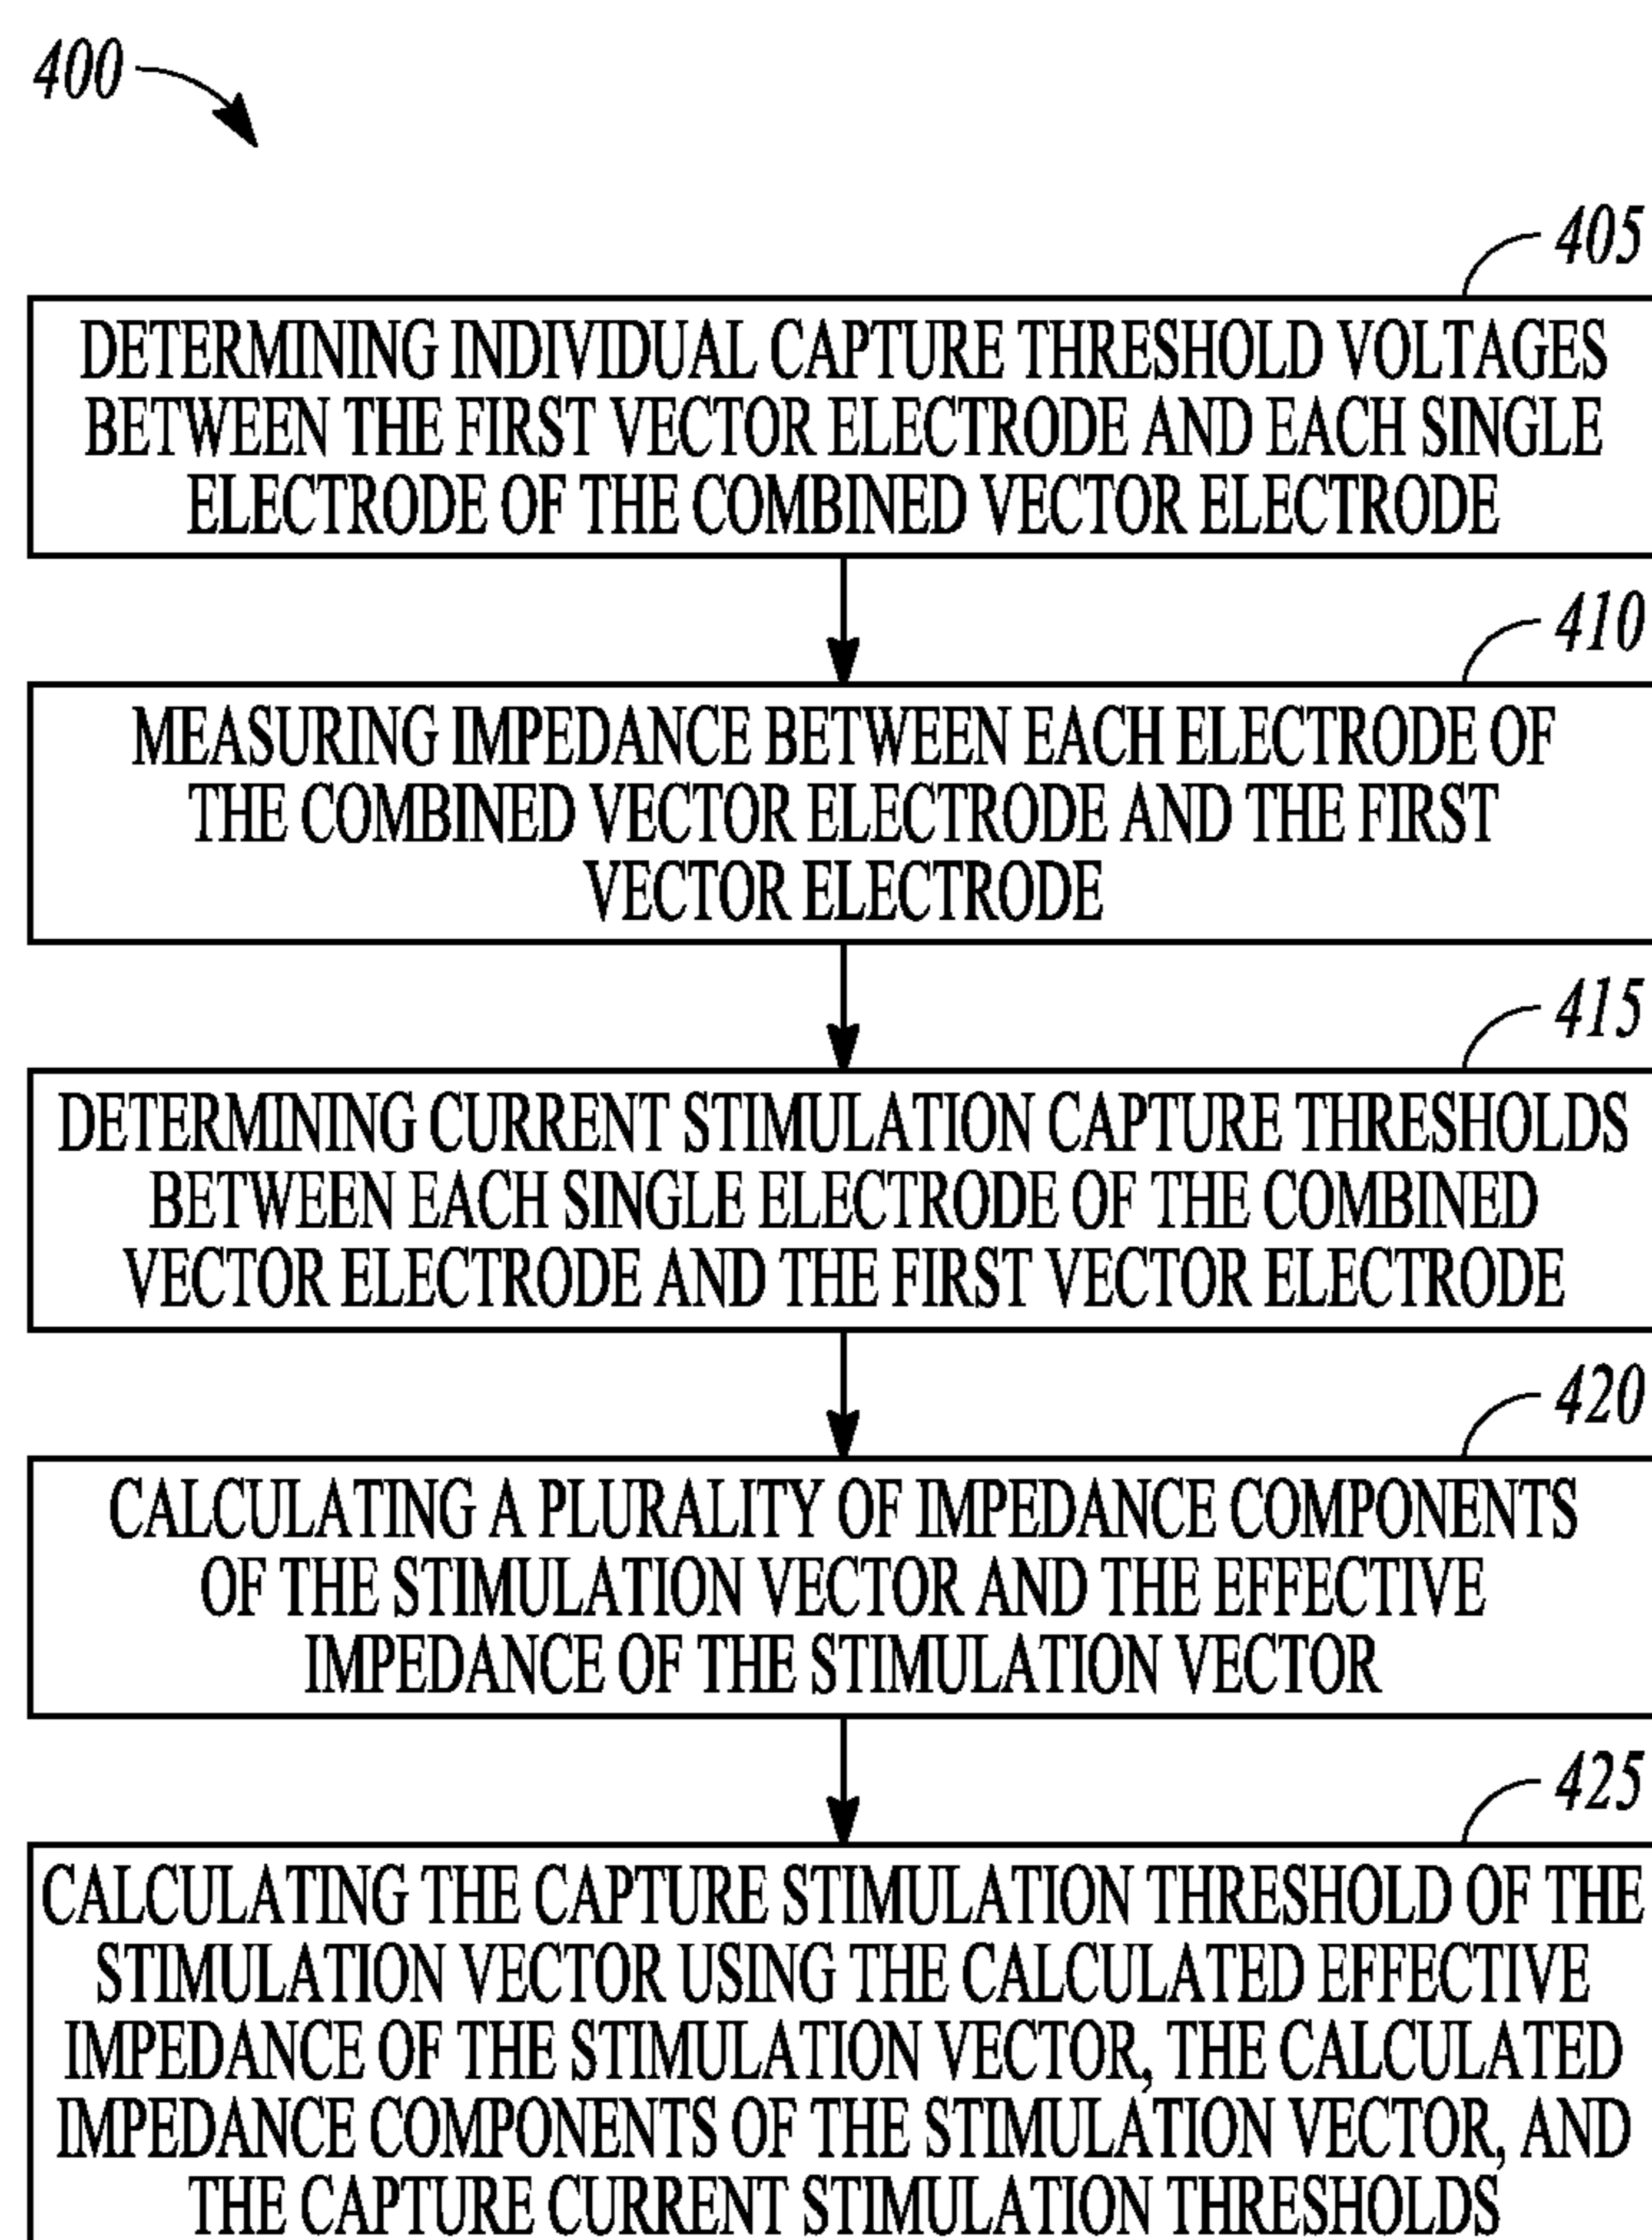 400
405
DETERMINING INDIVIDUAL CAPTURE THRESHOLD VOLTAGES
BETWEEN THE FIRST VECTOR ELECTRODE AND EACH SINGLE
ELECTRODE OF THE COMBINED VECTOR ELECTRODE
410
MEASURING IMPEDANCE BETWEEN EACH ELECTRODE OF
THE COMBINED VECTOR ELECTRODE AND THE FIRST
VECTOR ELECTRODE
415
DETERMINING CURRENT STIMULATION CAPTURE THRESHOLDS
BETWEEN EACH SINGLE ELECTRODE OF THE COMBINED
VECTOR ELECTRODE AND THE FIRST VECTOR ELECTRODE
420
CALCULATING A PLURALITY OF IMPEDANCE COMPONENTS
OF THE STIMULATION VECTOR AND THE EFFECTIVE
IMPEDANCE OF THE STIMULATION VECTOR
425
CALCULATING THE CAPTURE STIMULATION THRESHOLD OF THE
STIMULATION VECTOR USING THE CALCULATED EFFECTIVE
IMPEDANCE OF THE STIMULATION VECTOR, THE CALCULATED
IMPEDANCE COMPONENTS OF THE STIMULATION VECTOR, AND
THE CAPTURE CURRENT STIMULATION THRESHOLDS